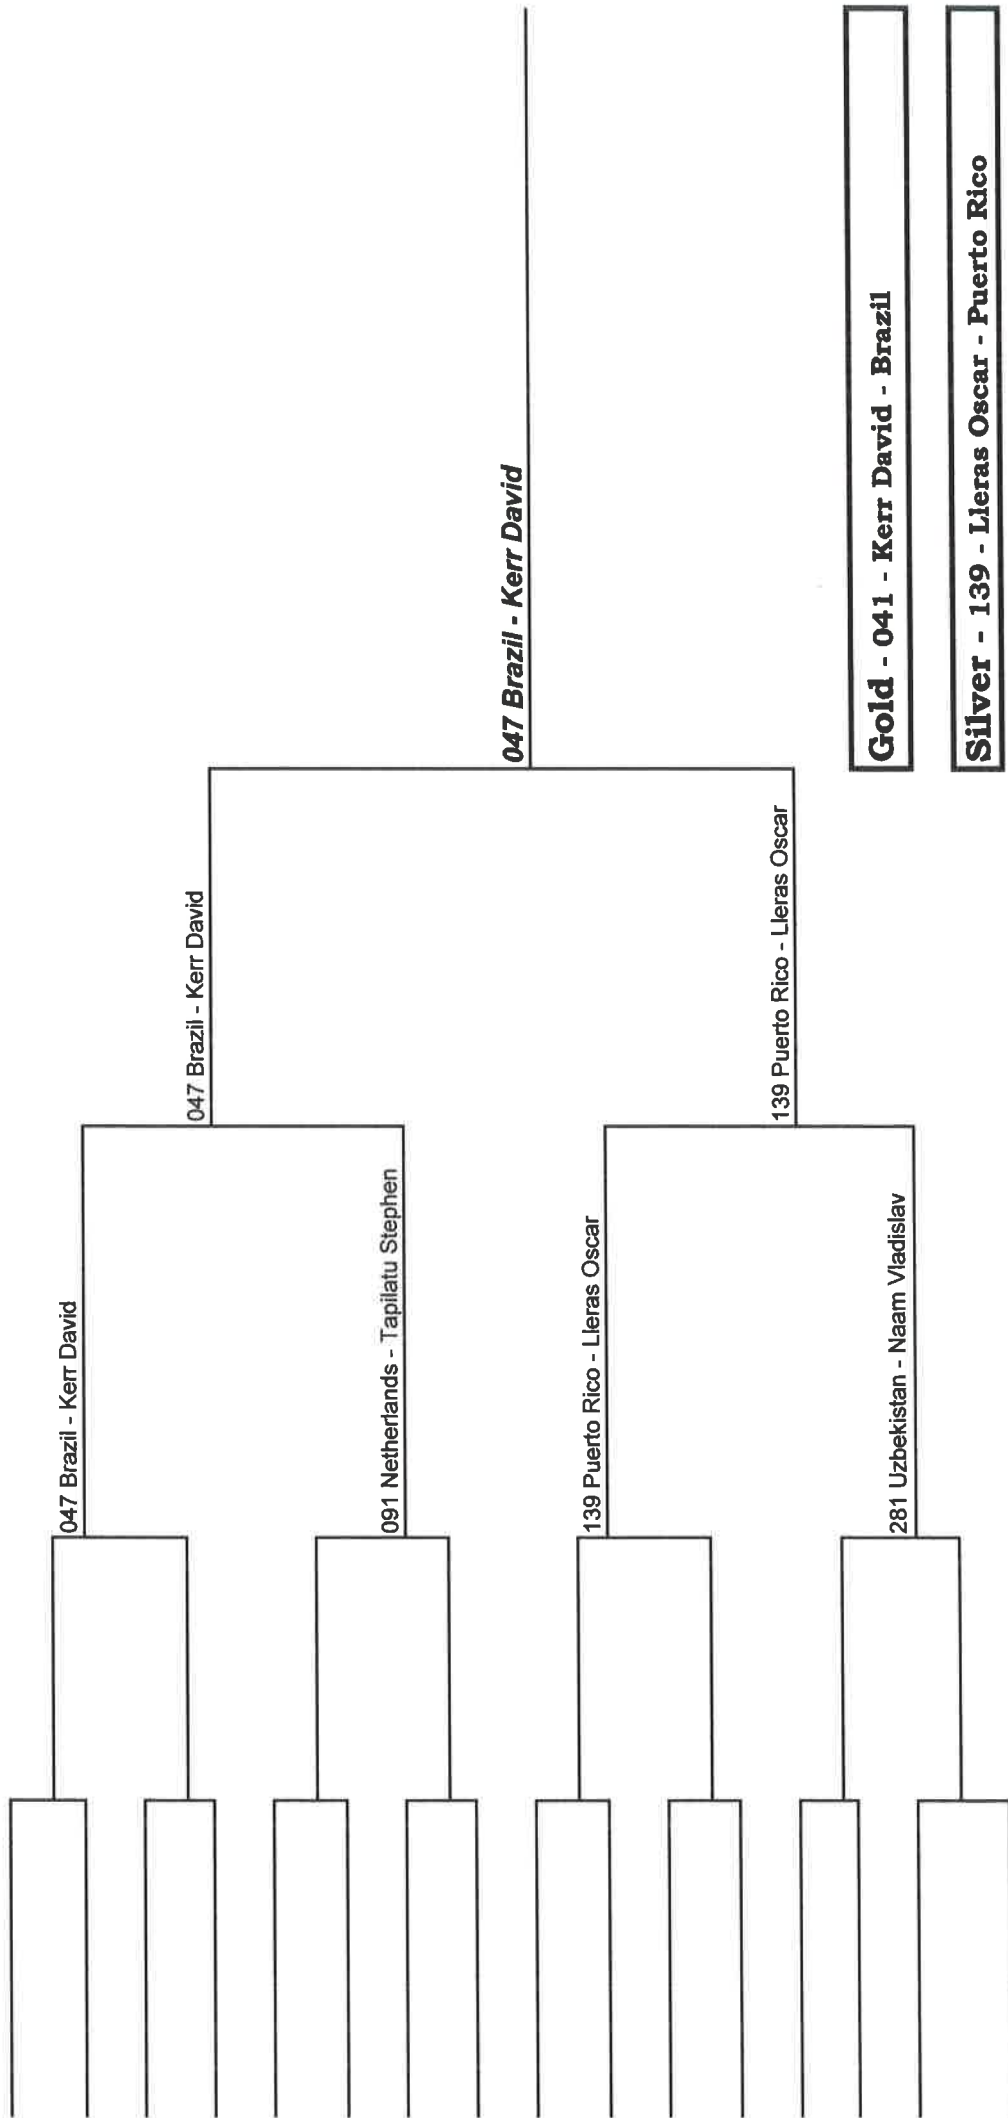 047 Brazil - Kerr David
091 Netherlands - Tapilatu Stephen
139 Puerto Rico - Lleras Oscar
281 Uzbekistan - Naam Vladislav
047 Brazil - Kerr David
139 Puerto Rico - Lleras Oscar
047 Brazil - Kerr David
Gold - 041 - Kerr David - Brazil
Silver - 139 - Lleras Oscar - Puerto Rico